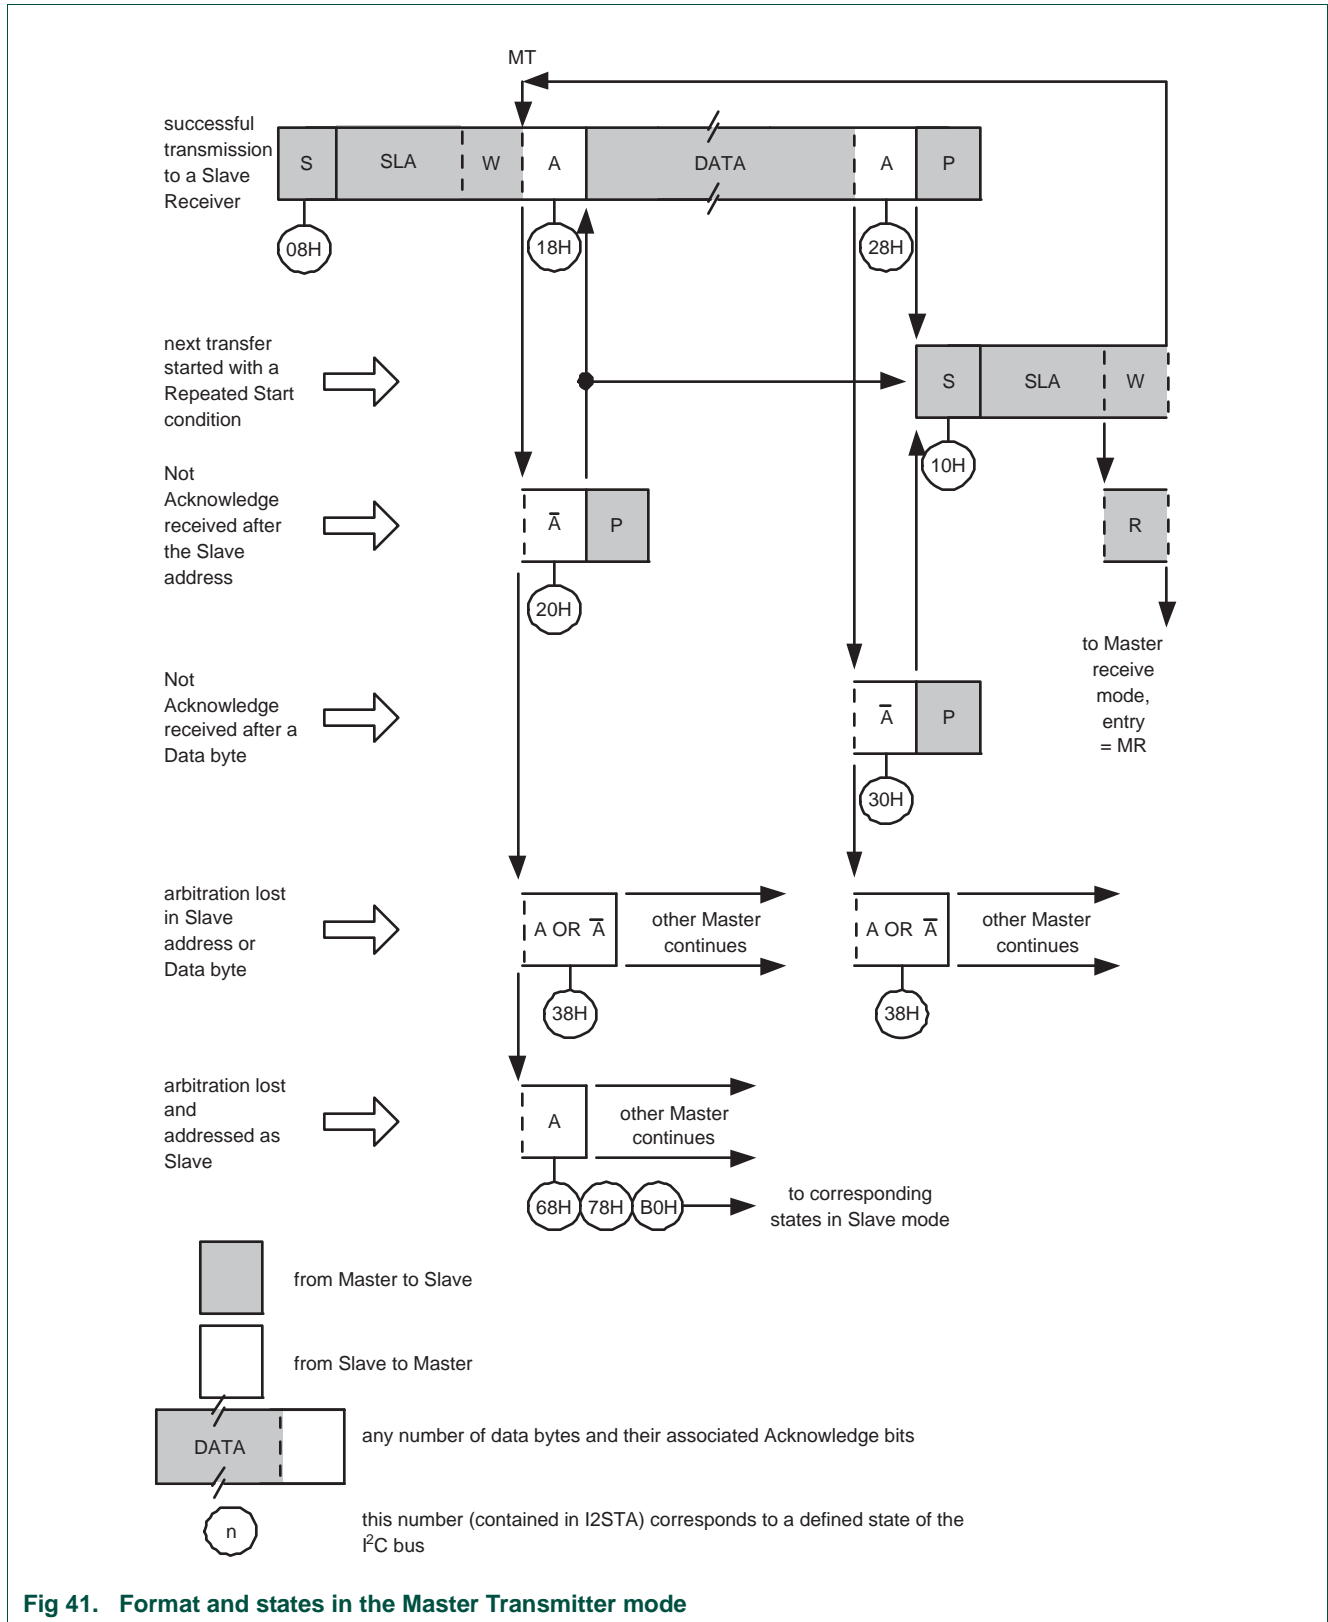 MT
successful
transmission
to a Slave
Receiver
S
SLA
W
A
DATA
A
P
08H
18H
28H
next transfer
started with a
Repeated Start
condition
S
SLA
W
10H
Not
Acknowledge
received after
the Slave
address
A̅
P
R
20H
to Master
receive
mode,
entry
= MR
Not
Acknowledge
received after a
Data byte
A̅
P
30H
arbitration lost
in Slave
address or
Data byte
A OR A̅
other Master
continues
A OR A̅
other Master
continues
38H
38H
arbitration lost
and
addressed as
Slave
A
other Master
continues
68H
78H
B0H
to corresponding
states in Slave mode
from Master to Slave
from Slave to Master
DATA
any number of data bytes and their associated Acknowledge bits
n
this number (contained in I2STA) corresponds to a defined state of the
I²C bus
Fig 41. Format and states in the Master Transmitter mode